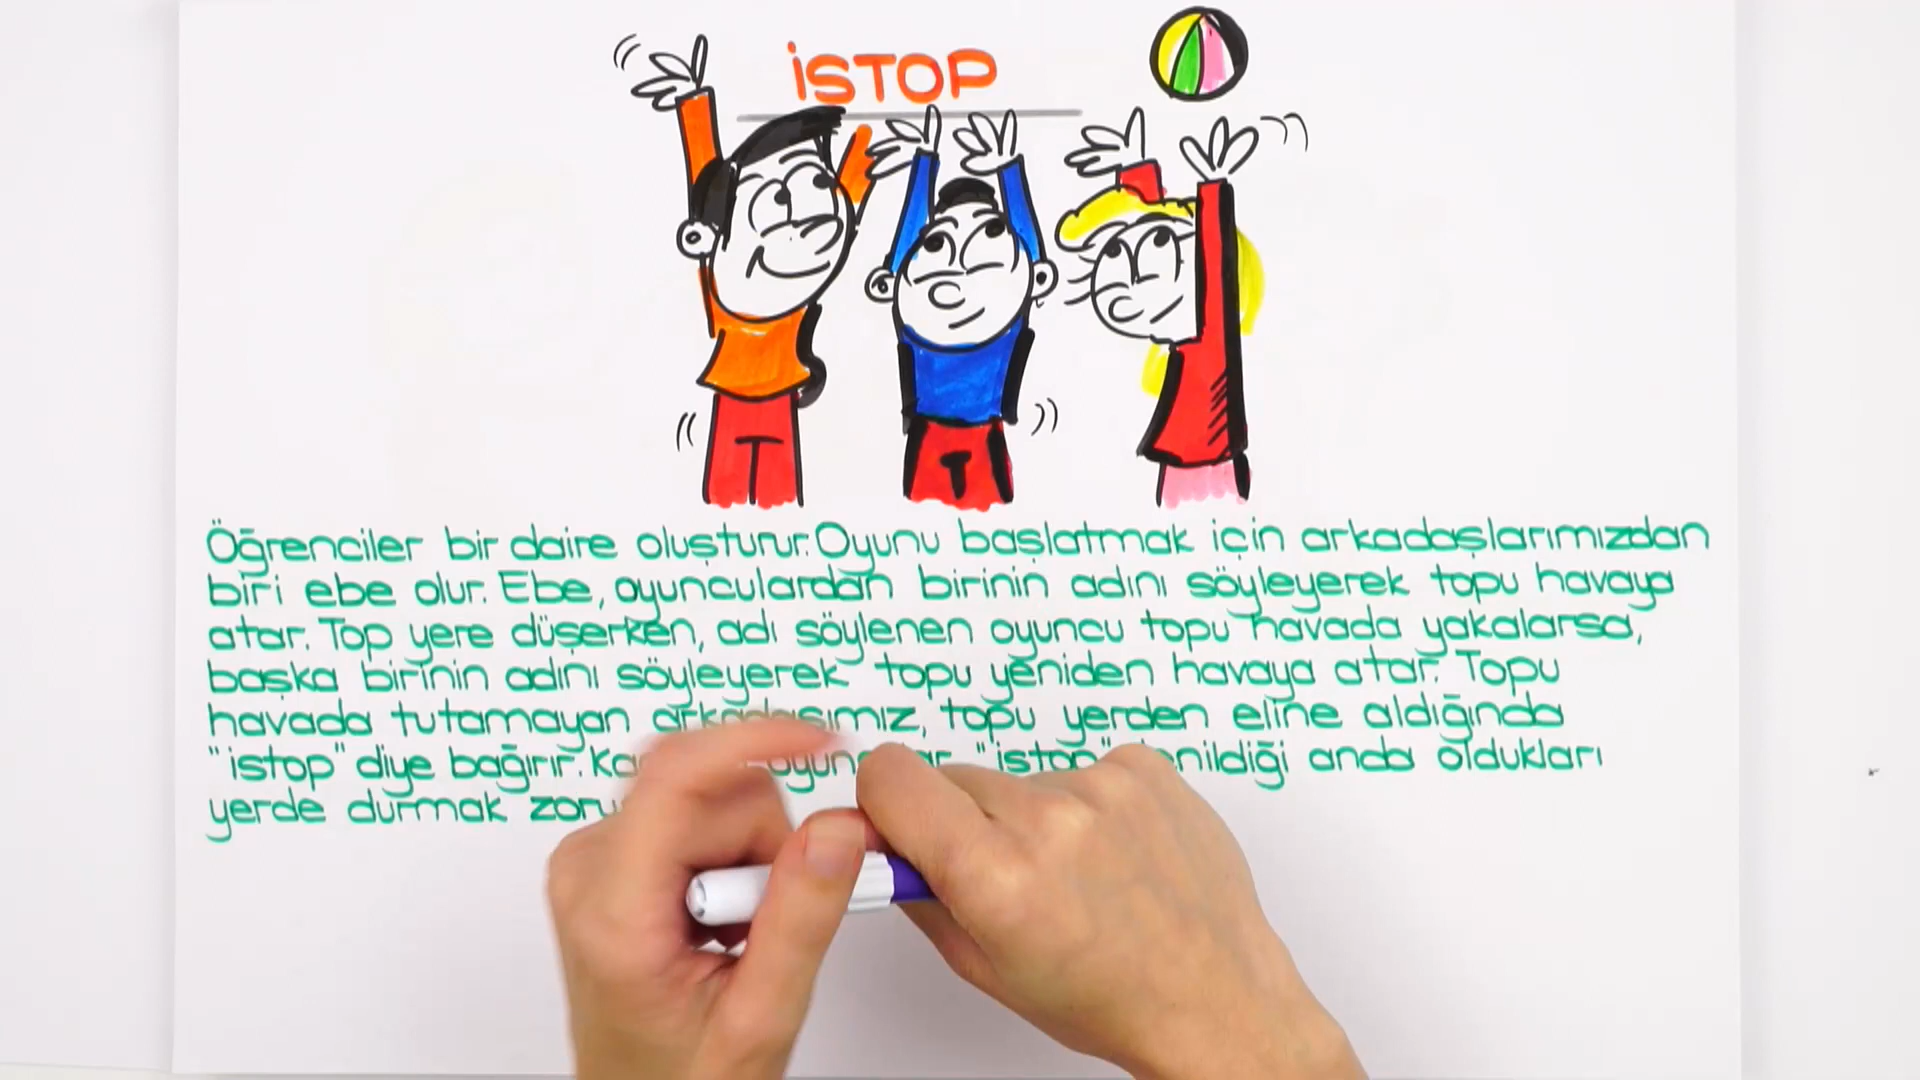 İSTOP
Öğrenciler bir daire oluşturur. Oyunu başlatmak için arkadaşlarımızdan
biri ebe olur. Ebe, oyunculardan birinin adını söyleyerek topu havaya
atar. Top yere düşerken, adı söylenen oyuncu topu havada yakalarsa,
başka birinin adını söyleyerek topu yeniden havaya atar. Topu
havada tutamayan arkadaşımız, topu yerden eline aldığında
"istop" diye bağırır. "istop" anda oldukları
yerde durmak